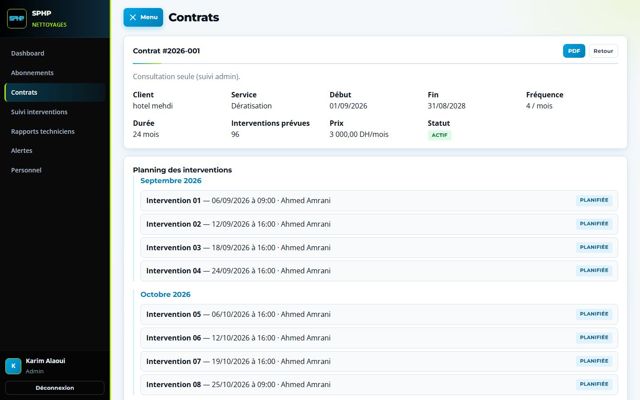 SPHP
SPHP
NETTOYAGES
Dashboard
Abonnements
Contrats
Suivi interventions
Rapports techniciens
Alertes
Personnel
K
Karim Alaoui
Admin
Déconnexion
Menu
Contrats
Contrat #2026-001
PDF
Retour
Consultation seule (suivi admin).
Client
hotel mehdi
Service
Dératisation
Début
01/09/2026
Fin
31/08/2028
Fréquence
4 / mois
Durée
24 mois
Interventions prévues
96
Prix
3 000,00 DH/mois
Statut
ACTIF
Planning des interventions
Septembre 2026
Intervention 01 — 06/09/2026 à 09:00 · Ahmed Amrani PLANIFIÉE
Intervention 02 — 12/09/2026 à 16:00 · Ahmed Amrani PLANIFIÉE
Intervention 03 — 18/09/2026 à 16:00 · Ahmed Amrani PLANIFIÉE
Intervention 04 — 24/09/2026 à 16:00 · Ahmed Amrani PLANIFIÉE
Octobre 2026
Intervention 05 — 06/10/2026 à 16:00 · Ahmed Amrani PLANIFIÉE
Intervention 06 — 12/10/2026 à 16:00 · Ahmed Amrani PLANIFIÉE
Intervention 07 — 19/10/2026 à 16:00 · Ahmed Amrani PLANIFIÉE
Intervention 08 — 25/10/2026 à 09:00 · Ahmed Amrani PLANIFIÉE